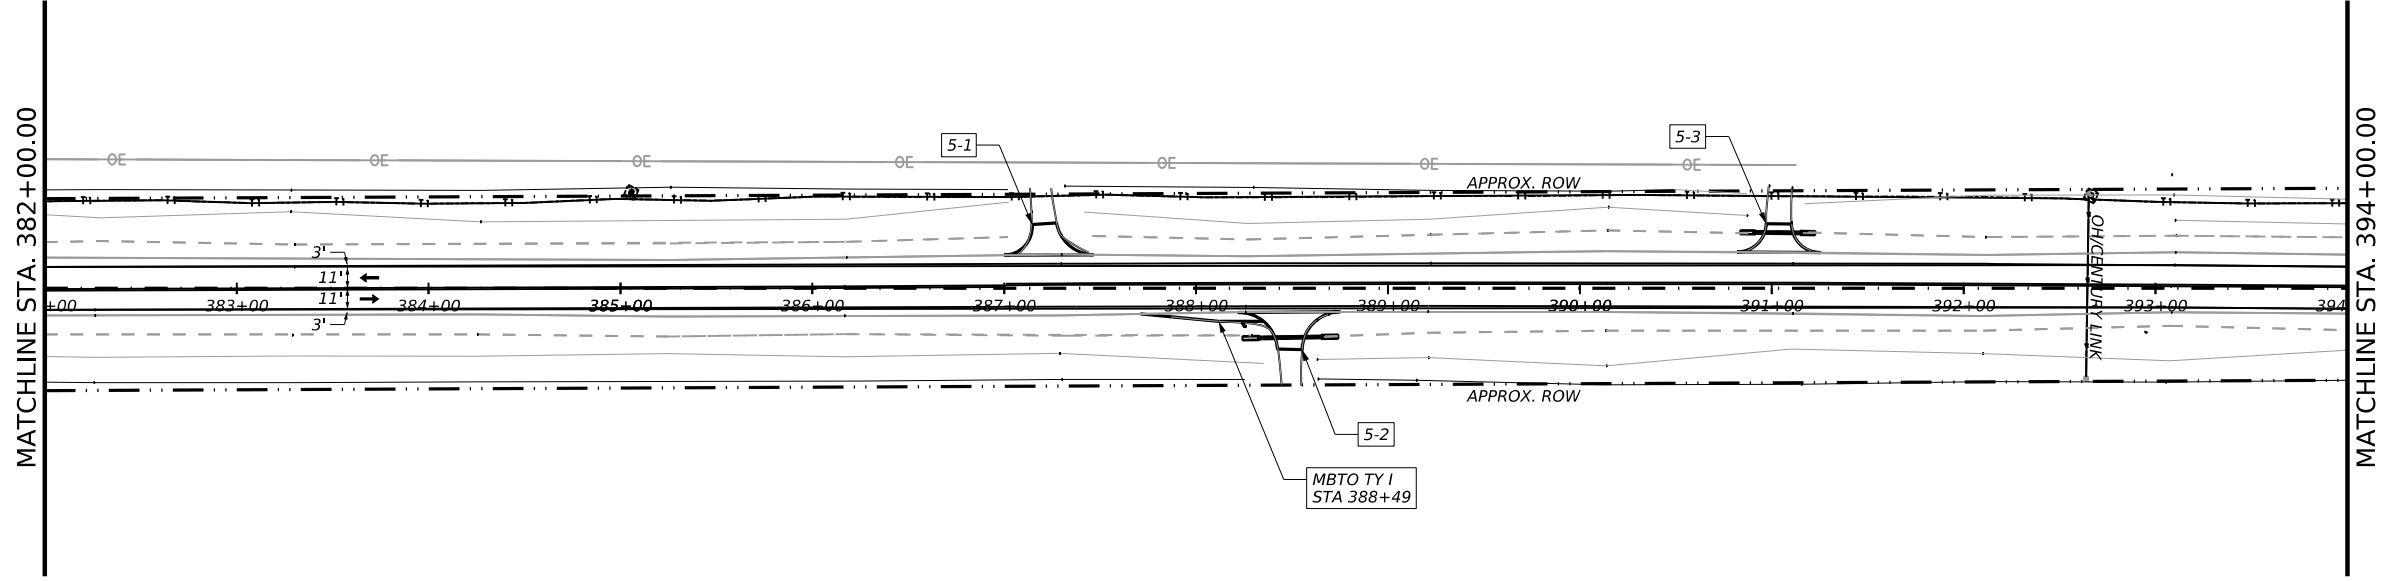 MATCHLINE STA. 382+00.00
OE OE OE OE OE OE OE
5-1
5-3
APPROX. ROW
3'
11'
11'
3'
+00 383+00 384+00 385+00 386+00 387+00 388+00 389+00 390+00 391+00 392+00 393+00 394
OH/CENTURY LINK
APPROX. ROW
5-2
MBTO TY I
STA 388+49
MATCHLINE STA. 394+00.00